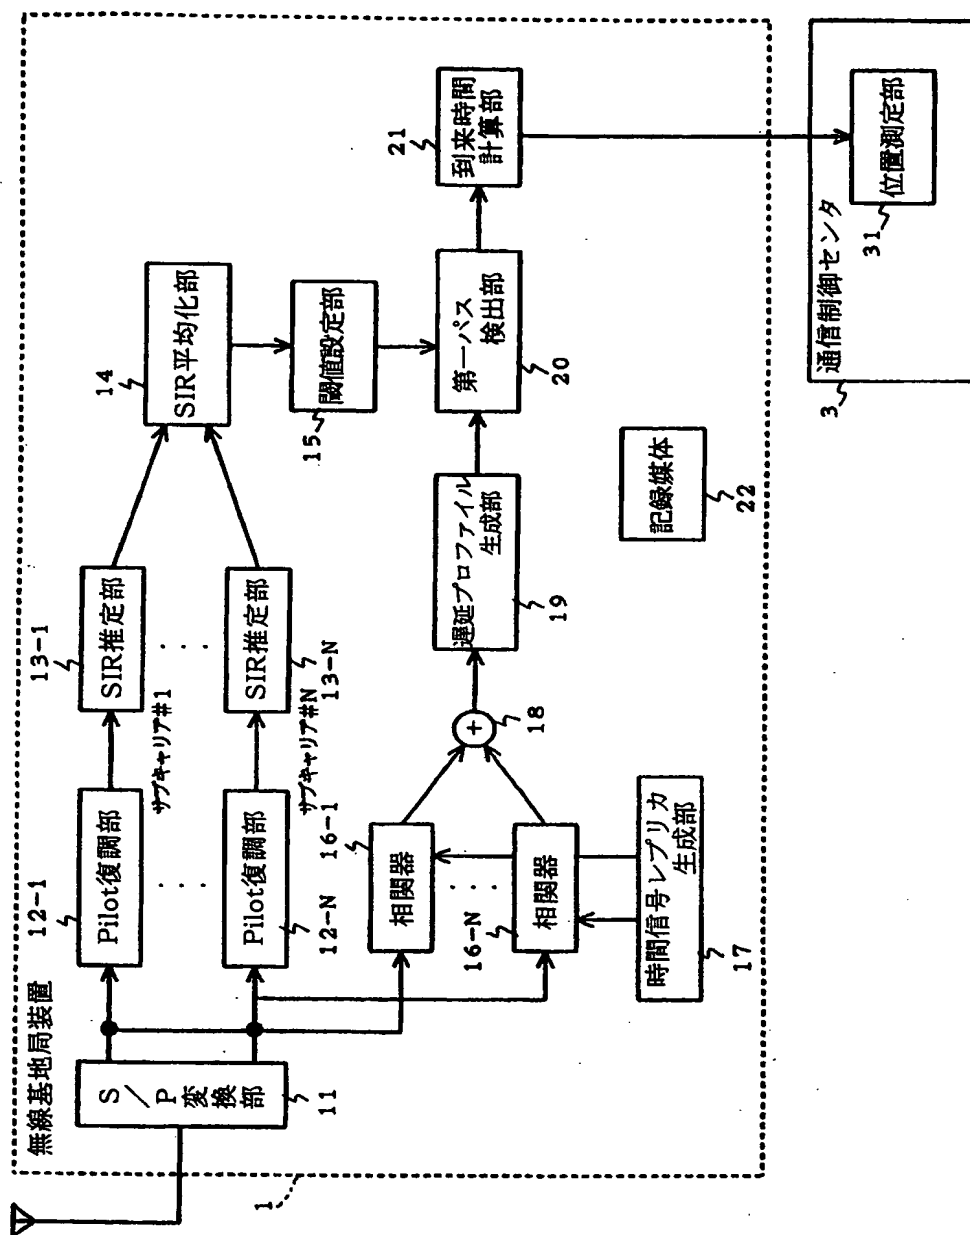 無線基地局装置
1
S/P変換部
11
12-1
Pilot復調部
サブキャリア#1
13-1
SIR推定部
Pilot復調部
12-N
サブキャリア#N
SIR推定部
13-N
14
SIR平均化部
15
閾値設定部
16-1
相関器
16-N
相関器
時間信号レプリカ
生成部
17
+
18
遅延プロファイル
生成部
19
第一パス
検出部
20
21
到来時間
計算部
記録媒体
22
3
通信制御センタ
31
位置測定部